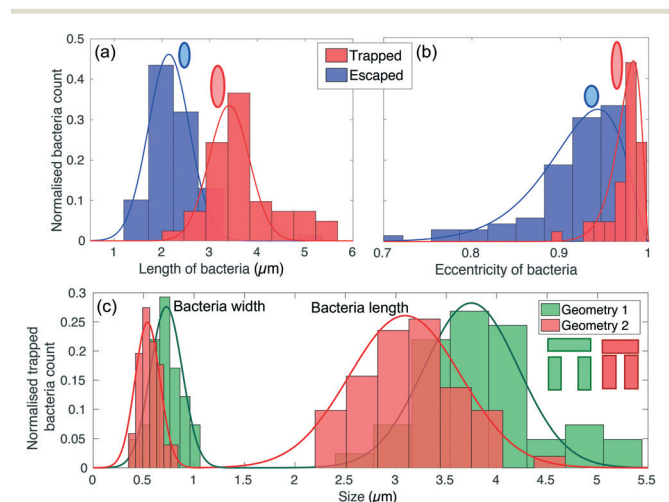 (a)
Trapped
Escaped
(b)
Normalised bacteria count
0.5
0.4
0.3
0.2
0.1
0
1 2 3 4 5 6
Length of bacteria (µm)
0.7 0.8 0.9 1
Eccentricity of bacteria
(c)
Bacteria width
Bacteria length
Geometry 1
Geometry 2
Normalised trapped
bacteria count
0.3
0.25
0.2
0.15
0.1
0.05
0
0 0.5 1 1.5 2 2.5 3 3.5 4 4.5 5 5.5
Size (µm)